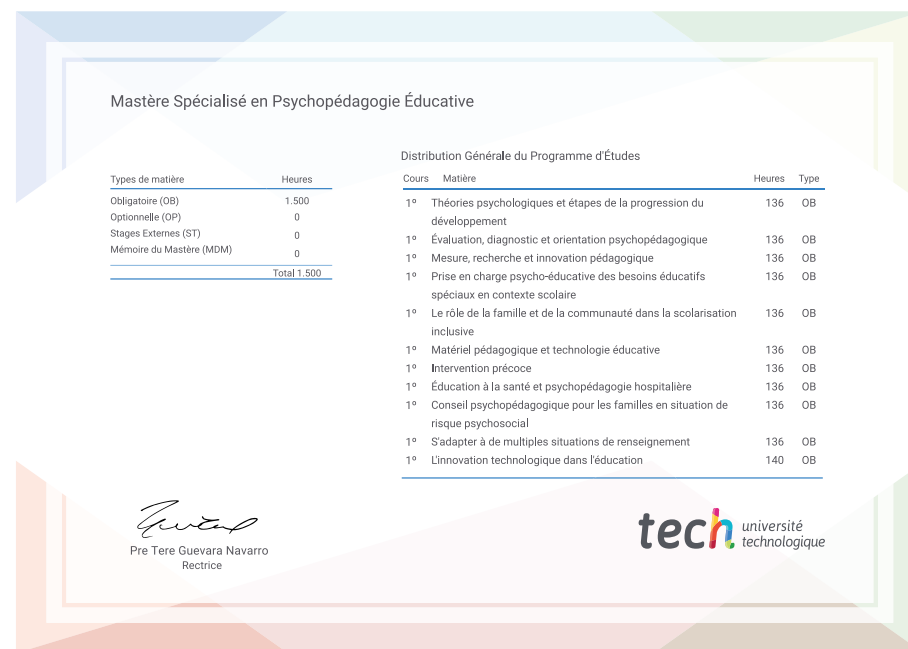 Mastère Spécialisé en Psychopédagogie Éducative
Types de matière Heures
Obligatoire (OB) 1.500
Optionnelle (OP) 0
Stages Externes (ST) 0
Mémoire du Mastère (MDM) 0
Total 1.500
Distribution Générale du Programme d'Études
Cours Matière Heures Type
1º Théories psychologiques et étapes de la progression du 136 OB
développement
1º Évaluation, diagnostic et orientation psychopédagogique 136 OB
1º Mesure, recherche et innovation pédagogique 136 OB
1º Prise en charge psycho-éducative des besoins éducatifs 136 OB
spéciaux en contexte scolaire
1º Le rôle de la famille et de la communauté dans la scolarisation 136 OB
inclusive
1º Matériel pédagogique et technologie éducative 136 OB
1º Intervention précoce 136 OB
1º Éducation à la santé et psychopédagogie hospitalière 136 OB
1º Conseil psychopédagogique pour les familles en situation de 136 OB
risque psychosocial
1º S'adapter à de multiples situations de renseignement 136 OB
1º L'innovation technologique dans l'éducation 140 OB
Pre Tere Guevara Navarro
Rectrice
tech université
technologique